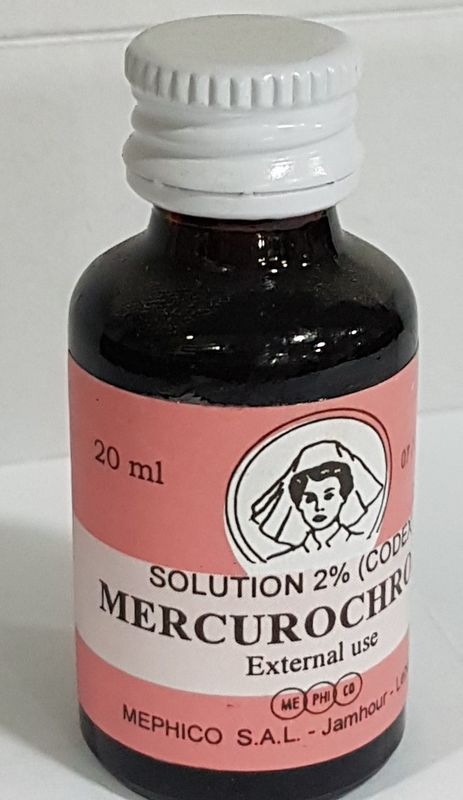 20 ml
SOLUTION 2% (CODEX
MERCUROCHRO
External use
ME PHI CO
MEPHICO S.A.L. - Jamhour -